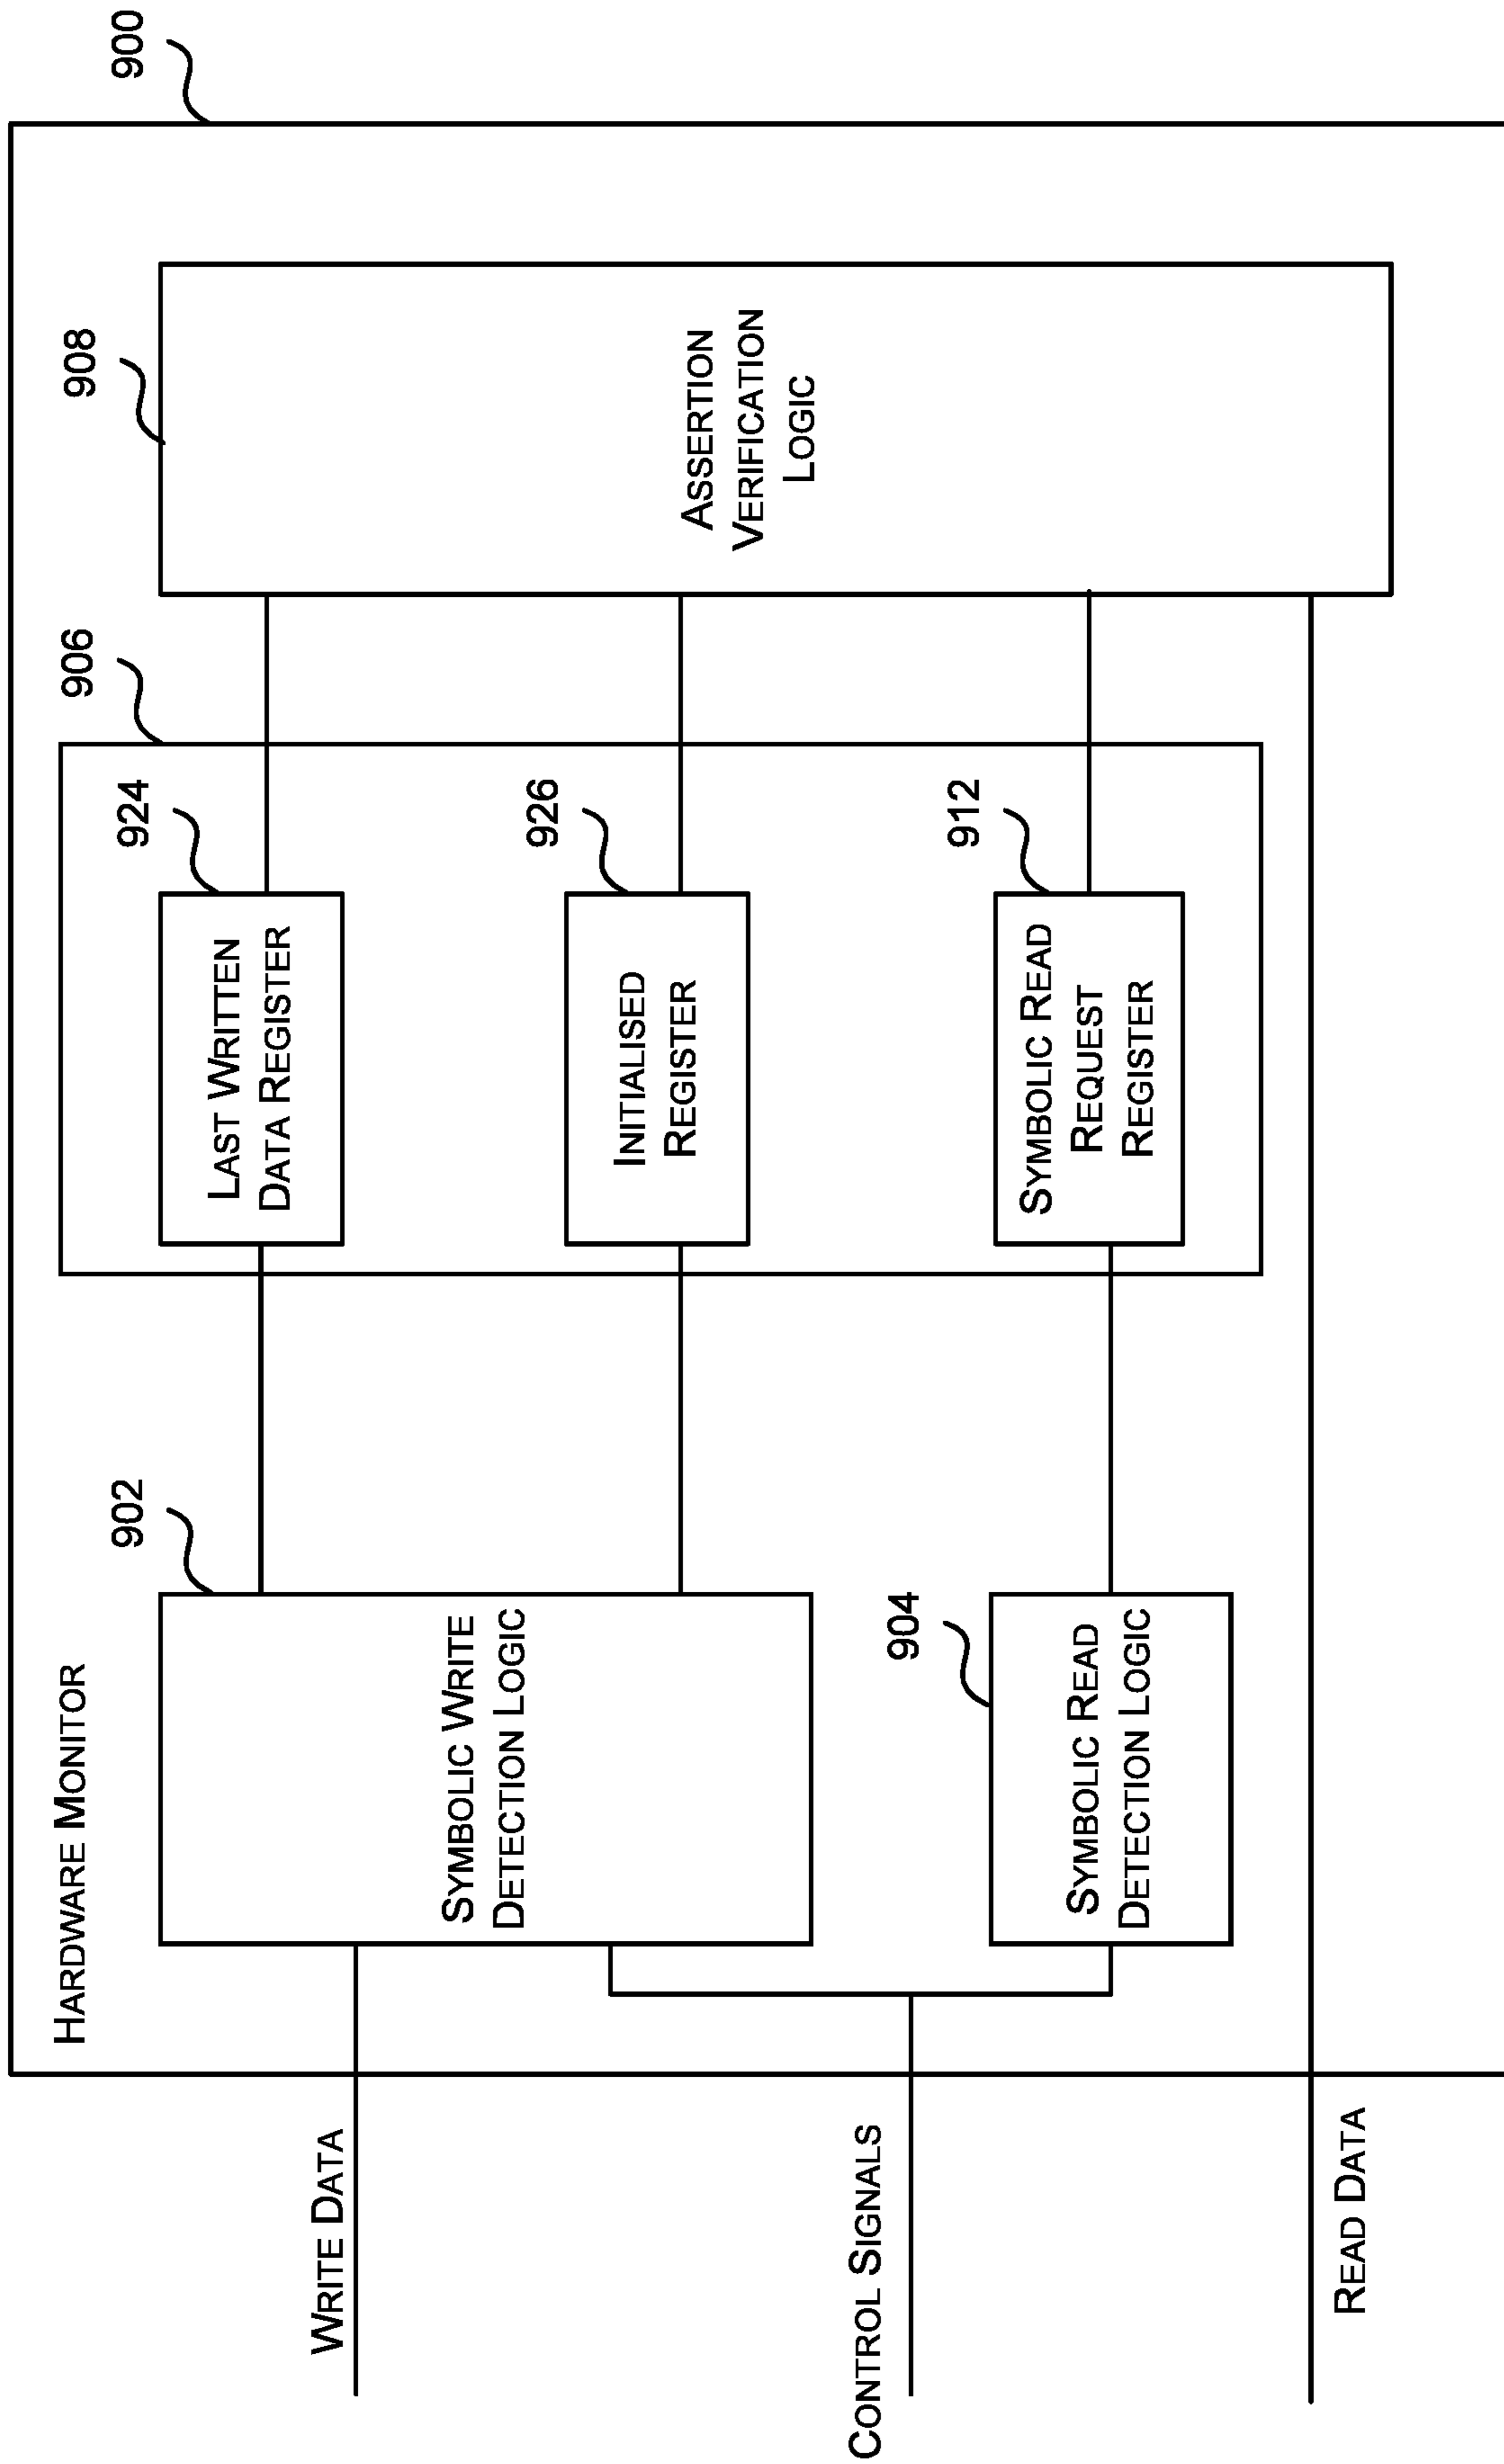 HARDWARE MONITOR
900
902
906
908
WRITE DATA
SYMBOLIC WRITE
DETECTION LOGIC
924
LAST WRITTEN
DATA REGISTER
926
INITIALISED
REGISTER
ASSERTION
VERIFICATION
LOGIC
CONTROL SIGNALS
904
SYMBOLIC READ
DETECTION LOGIC
912
SYMBOLIC READ
REQUEST
REGISTER
READ DATA